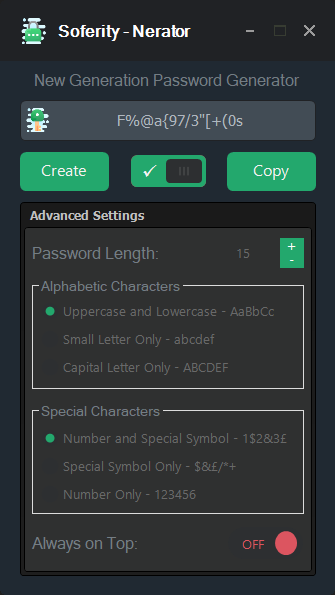 Soferity - Nerator
New Generation Password Generator
F%@a{97/3"[+(0s
Create
Copy
Advanced Settings
Password Length: 15 +
-
Alphabetic Characters
Uppercase and Lowercase - AaBbCc
Small Letter Only - abcdef
Capital Letter Only - ABCDEF
Special Characters
Number and Special Symbol - 1$2&3£
Special Symbol Only - $&£/*+
Number Only - 123456
Always on Top: OFF